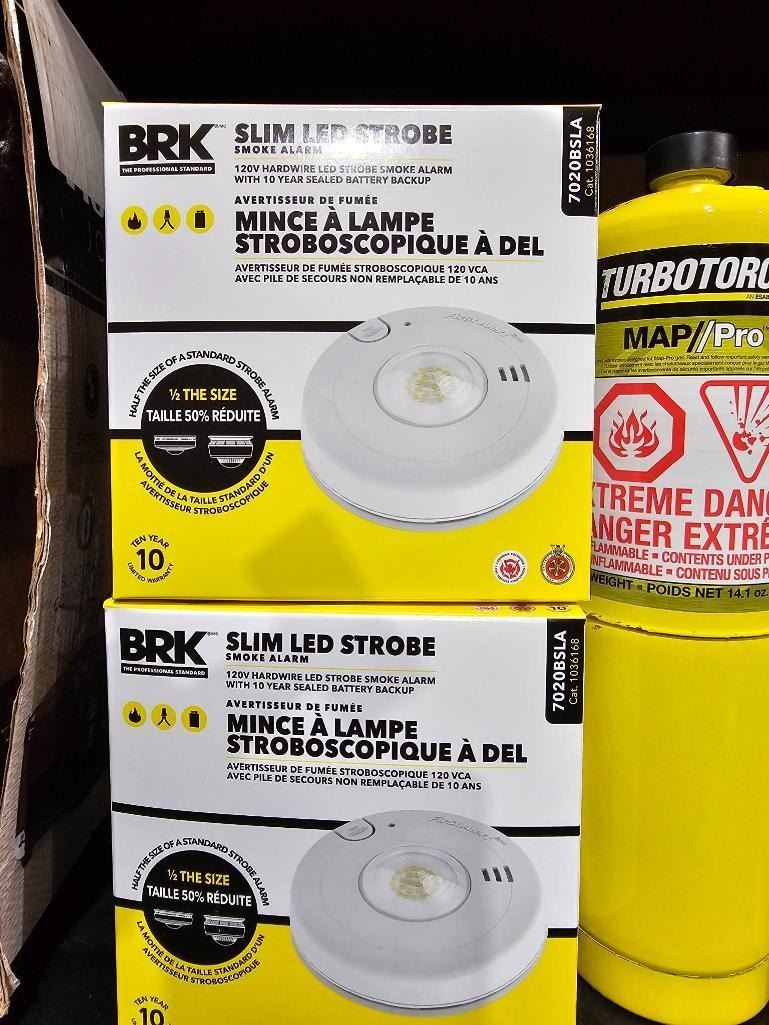 BRK
THE PROFESSIONAL STANDARD
SLIM LED STROBE
SMOKE ALARM
120V HARDWIRE LED STROBE SMOKE ALARM
WITH 10 YEAR SEALED BATTERY BACKUP
AVERTISSEUR DE FUMÉE
MINCE À LAMPE
STROBOSCOPIQUE À DEL
AVERTISSEUR DE FUMÉE STROBOSCOPIQUE 120 VCA
AVEC PILE DE SECOURS NON REMPLAÇABLE DE 10 ANS
7020BSLA
Cat. 1036168
First Alert
HALF THE SIZE OF A STANDARD STROBE ALARM
½ THE SIZE
TAILLE 50% RÉDUITE
LA MOITIÉ DE LA TAILLE STANDARD D'UN
AVERTISSEUR STROBOSCOPIQUE
TEN YEAR
10
LIMITED WARRANTY
BRK
THE PROFESSIONAL STANDARD
SLIM LED STROBE
SMOKE ALARM
120V HARDWIRE LED STROBE SMOKE ALARM
WITH 10 YEAR SEALED BATTERY BACKUP
AVERTISSEUR DE FUMÉE
MINCE À LAMPE
STROBOSCOPIQUE À DEL
AVERTISSEUR DE FUMÉE STROBOSCOPIQUE 120 VCA
AVEC PILE DE SECOURS NON REMPLAÇABLE DE 10 ANS
7020BSLA
Cat. 1036168
First Alert
HALF THE SIZE OF A STANDARD STROBE ALARM
½ THE SIZE
TAILLE 50% RÉDUITE
LA MOITIÉ DE LA TAILLE STANDARD D'UN
AVERTISSEUR STROBOSCOPIQUE
TEN YEAR
10
TURBOTORC
AN ESAB
MAP//Pro
XTREME DANG
ANGER EXTRÊ
FLAMMABLE ▪ CONTENTS UNDER P
INFLAMMABLE ▪ CONTENU SOUS P
WEIGHT ▪ POIDS NET 14.1 oz.